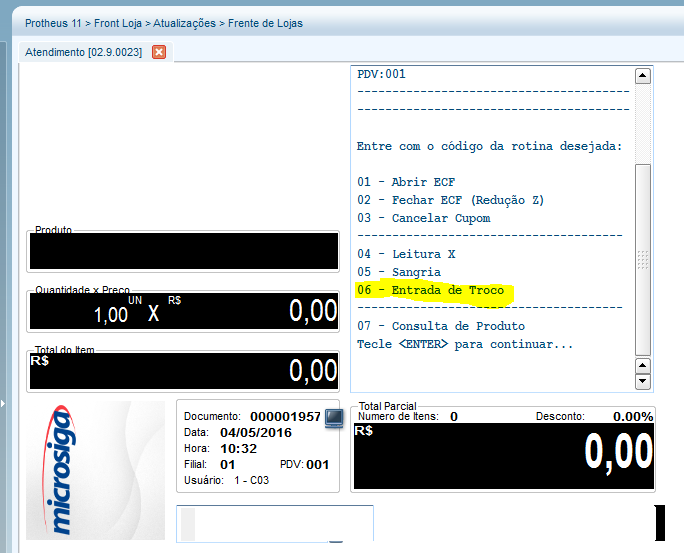 Protheus 11 > Front Loja > Atualizações > Frente de Lojas
Atendimento [02.9.0023]
PDV:001
---------------------------------------
---------------------------------------
Entre com o código da rotina desejada:
01 - Abrir ECF
02 - Fechar ECF (Redução Z)
03 - Cancelar Cupom
--------------------------------------
04 - Leitura X
05 - Sangria
06 - Entrada de Troco
--------------------------------------
07 - Consulta de Produto
Tecle <ENTER> para continuar...
Produto
Quantidade x Preço
1,00 UN X R$ 0,00
Total do Item
R$ 0,00
microsiga
Documento: 000001957
Data: 04/05/2016
Hora: 10:32
Filial: 01 PDV: 001
Usuário: 1 - C03
Total Parcial
Numero de Itens: 0 Desconto: 0.00%
R$ 0,00